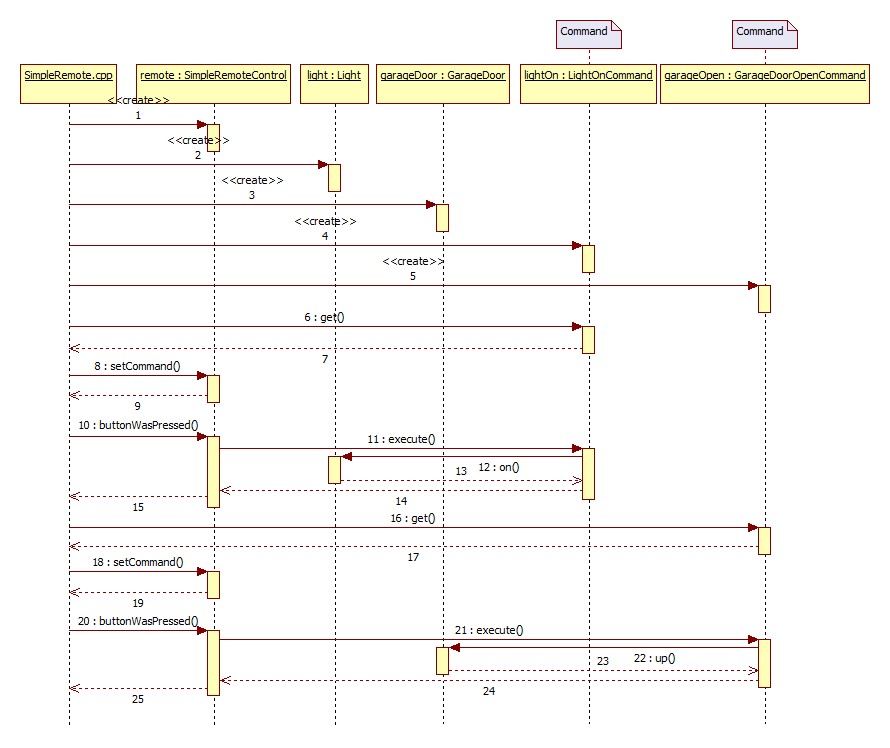 Command
Command
SimpleRemote.cpp
remote : SimpleRemoteControl
light : Light
garageDoor : GarageDoor
lightOn : LightOnCommand
garageOpen : GarageDoorOpenCommand
<<create>>
1
<<create>>
2
<<create>>
3
<<create>>
4
<<create>>
5
6 : get()
7
8 : setCommand()
9
10 : buttonWasPressed()
11 : execute()
12 : on()
13
14
15
16 : get()
17
18 : setCommand()
19
20 : buttonWasPressed()
21 : execute()
22 : up()
23
24
25